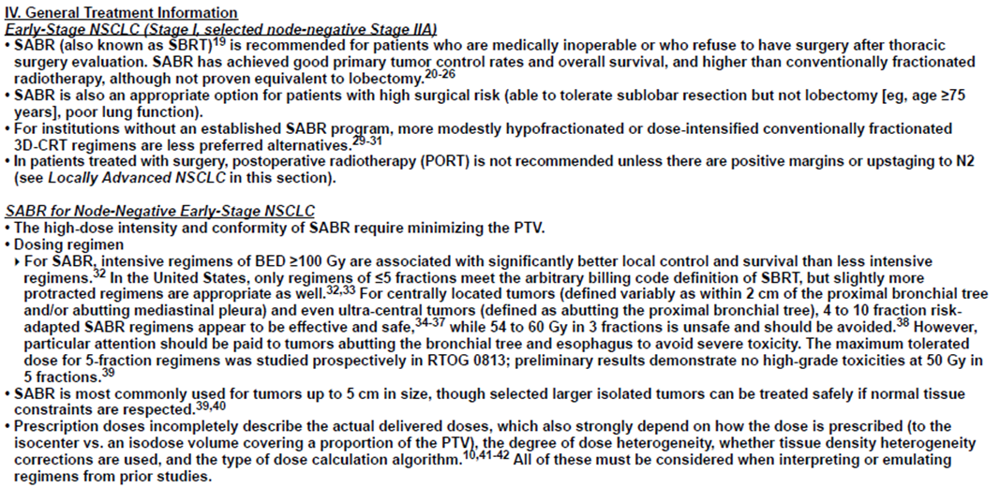 IV. General Treatment Information
Early-Stage NSCLC (Stage I, selected node-negative Stage IIA)
• SABR (also known as SBRT)19 is recommended for patients who are medically inoperable or who refuse to have surgery after thoracic
surgery evaluation. SABR has achieved good primary tumor control rates and overall survival, and higher than conventionally fractionated
radiotherapy, although not proven equivalent to lobectomy.20-26
• SABR is also an appropriate option for patients with high surgical risk (able to tolerate sublobar resection but not lobectomy [eg, age ≥75
years], poor lung function).
• For institutions without an established SABR program, more modestly hypofractionated or dose-intensified conventionally fractionated
3D-CRT regimens are less preferred alternatives.29-31
• In patients treated with surgery, postoperative radiotherapy (PORT) is not recommended unless there are positive margins or upstaging to N2
(see Locally Advanced NSCLC in this section).
SABR for Node-Negative Early-Stage NSCLC
• The high-dose intensity and conformity of SABR require minimizing the PTV.
• Dosing regimen
‣ For SABR, intensive regimens of BED ≥100 Gy are associated with significantly better local control and survival than less intensive
regimens.32 In the United States, only regimens of ≤5 fractions meet the arbitrary billing code definition of SBRT, but slightly more
protracted regimens are appropriate as well.32,33 For centrally located tumors (defined variably as within 2 cm of the proximal bronchial tree
and/or abutting mediastinal pleura) and even ultra-central tumors (defined as abutting the proximal bronchial tree), 4 to 10 fraction risk-
adapted SABR regimens appear to be effective and safe,34-37 while 54 to 60 Gy in 3 fractions is unsafe and should be avoided.38 However,
particular attention should be paid to tumors abutting the bronchial tree and esophagus to avoid severe toxicity. The maximum tolerated
dose for 5-fraction regimens was studied prospectively in RTOG 0813; preliminary results demonstrate no high-grade toxicities at 50 Gy in
5 fractions.39
• SABR is most commonly used for tumors up to 5 cm in size, though selected larger isolated tumors can be treated safely if normal tissue
constraints are respected.39,40
• Prescription doses incompletely describe the actual delivered doses, which also strongly depend on how the dose is prescribed (to the
isocenter vs. an isodose volume covering a proportion of the PTV), the degree of dose heterogeneity, whether tissue density heterogeneity
corrections are used, and the type of dose calculation algorithm.10,41-42 All of these must be considered when interpreting or emulating
regimens from prior studies.